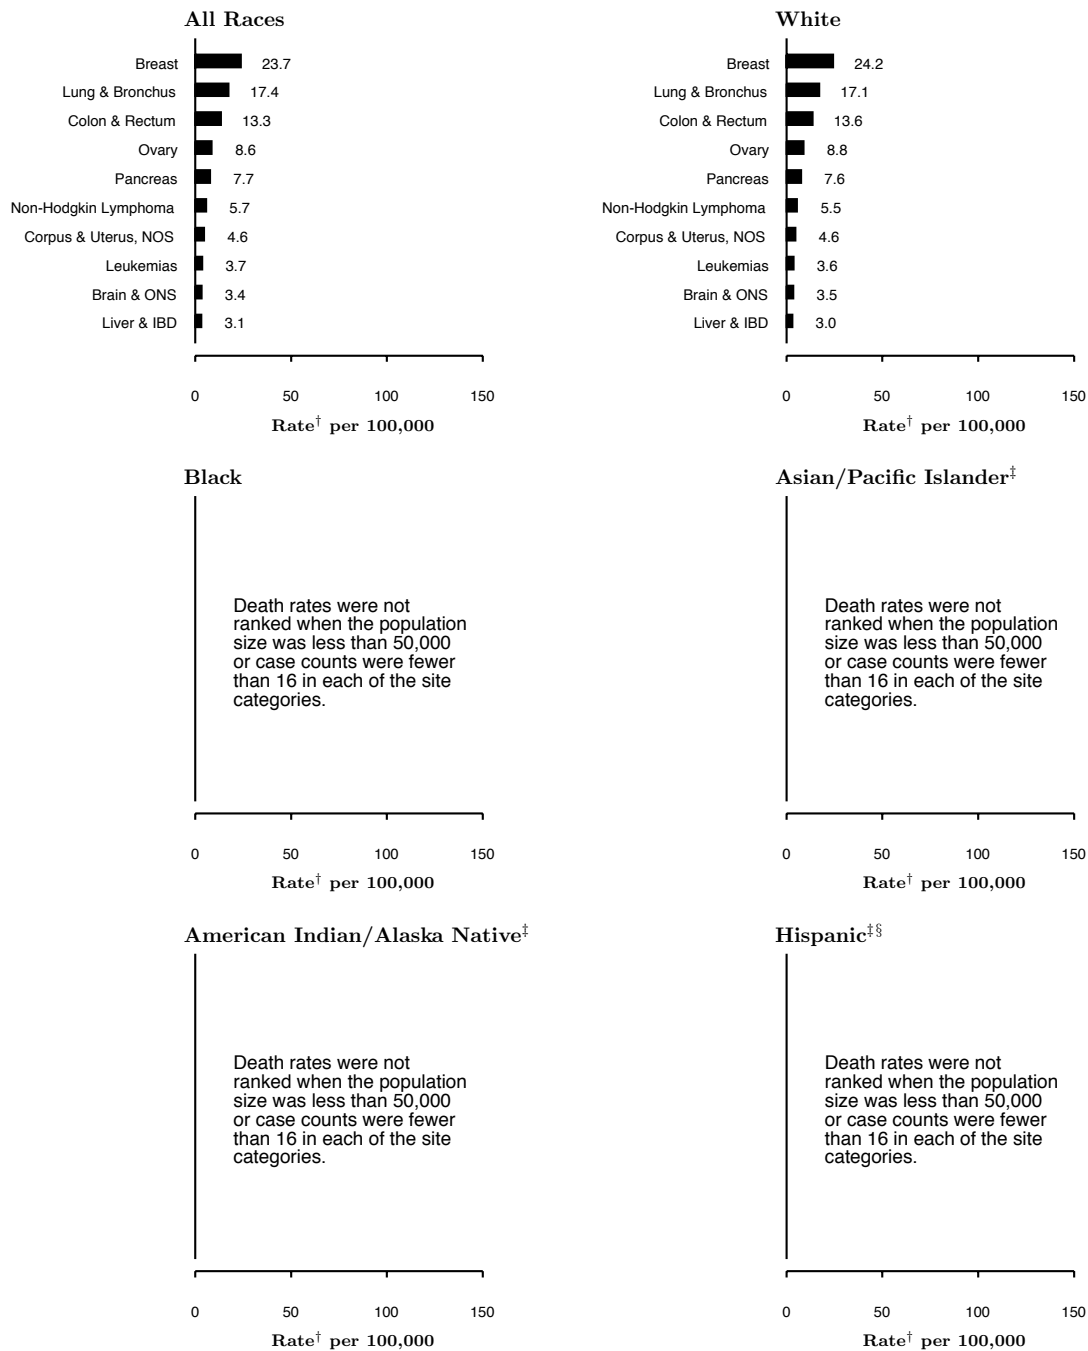 All Races
Breast 23.7
Lung & Bronchus 17.4
Colon & Rectum 13.3
Ovary 8.6
Pancreas 7.7
Non-Hodgkin Lymphoma 5.7
Corpus & Uterus, NOS 4.6
Leukemias 3.7
Brain & ONS 3.4
Liver & IBD 3.1
0 50 100 150
Rate† per 100,000
White
Breast 24.2
Lung & Bronchus 17.1
Colon & Rectum 13.6
Ovary 8.8
Pancreas 7.6
Non-Hodgkin Lymphoma 5.5
Corpus & Uterus, NOS 4.6
Leukemias 3.6
Brain & ONS 3.5
Liver & IBD 3.0
0 50 100 150
Rate† per 100,000
Black
Death rates were not
ranked when the population
size was less than 50,000
or case counts were fewer
than 16 in each of the site
categories.
0 50 100 150
Rate† per 100,000
Asian/Pacific Islander‡
Death rates were not
ranked when the population
size was less than 50,000
or case counts were fewer
than 16 in each of the site
categories.
0 50 100 150
Rate† per 100,000
American Indian/Alaska Native‡
Death rates were not
ranked when the population
size was less than 50,000
or case counts were fewer
than 16 in each of the site
categories.
0 50 100 150
Rate† per 100,000
Hispanic‡§
Death rates were not
ranked when the population
size was less than 50,000
or case counts were fewer
than 16 in each of the site
categories.
0 50 100 150
Rate† per 100,000